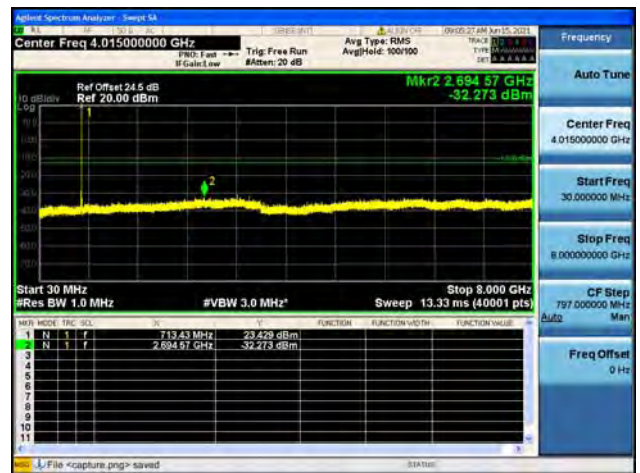 Agilent Spectrum Analyzer - Swept SA
09:05:27 AM Jun 15, 2021
Center Freq 4.015000000 GHz
PNO: Fast
IFGain:Low
Trig: Free Run
#Atten: 20 dB
Avg Type: RMS
Avg|Hold: 100/100
TRACE
TYPE
DET
Frequency
Mkr2 2.694 57 GHz
-32.273 dBm
Ref Offset 24.5 dB
Ref 20.00 dBm
10 dB/div
Log
1
2
Auto Tune
Center Freq
4.015000000 GHz
Start Freq
30.000000 MHz
Stop Freq
8.000000000 GHz
CF Step
797.000000 MHz
Auto Man
Freq Offset
0 Hz
Start 30 MHz
Stop 8.000 GHz
#Res BW 1.0 MHz
#VBW 3.0 MHz*
Sweep 13.33 ms (40001 pts)
MKR MODE TRC SCL X Y FUNCTION FUNCTION WIDTH FUNCTION VALUE
1 N 1 f 713.43 MHz 23.429 dBm
2 N 1 f 2.694 57 GHz -32.273 dBm
3
4
5
6
7
8
9
10
11
MSG File <capture.png> saved
STATUS